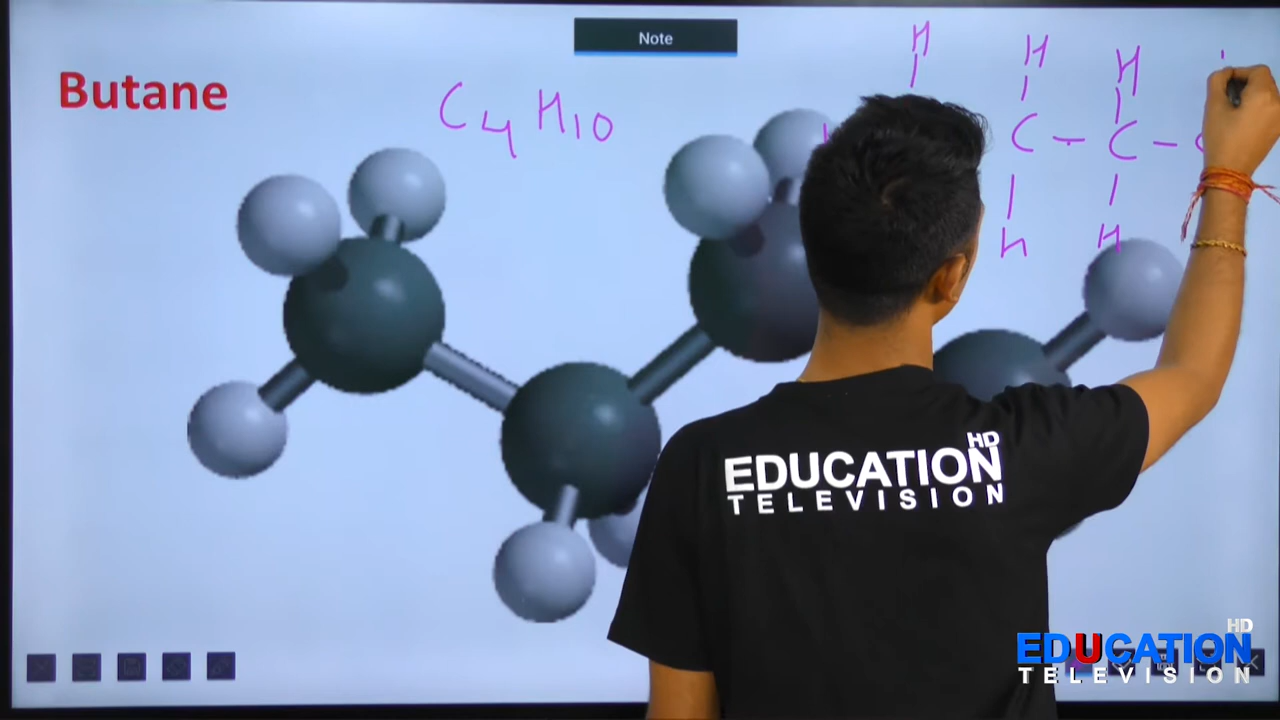 Note
Butane
C4H10
H H H
C - C - C
H H
HD
EDUCATION
TELEVISION
HD
EDUCATION
TELEVISION